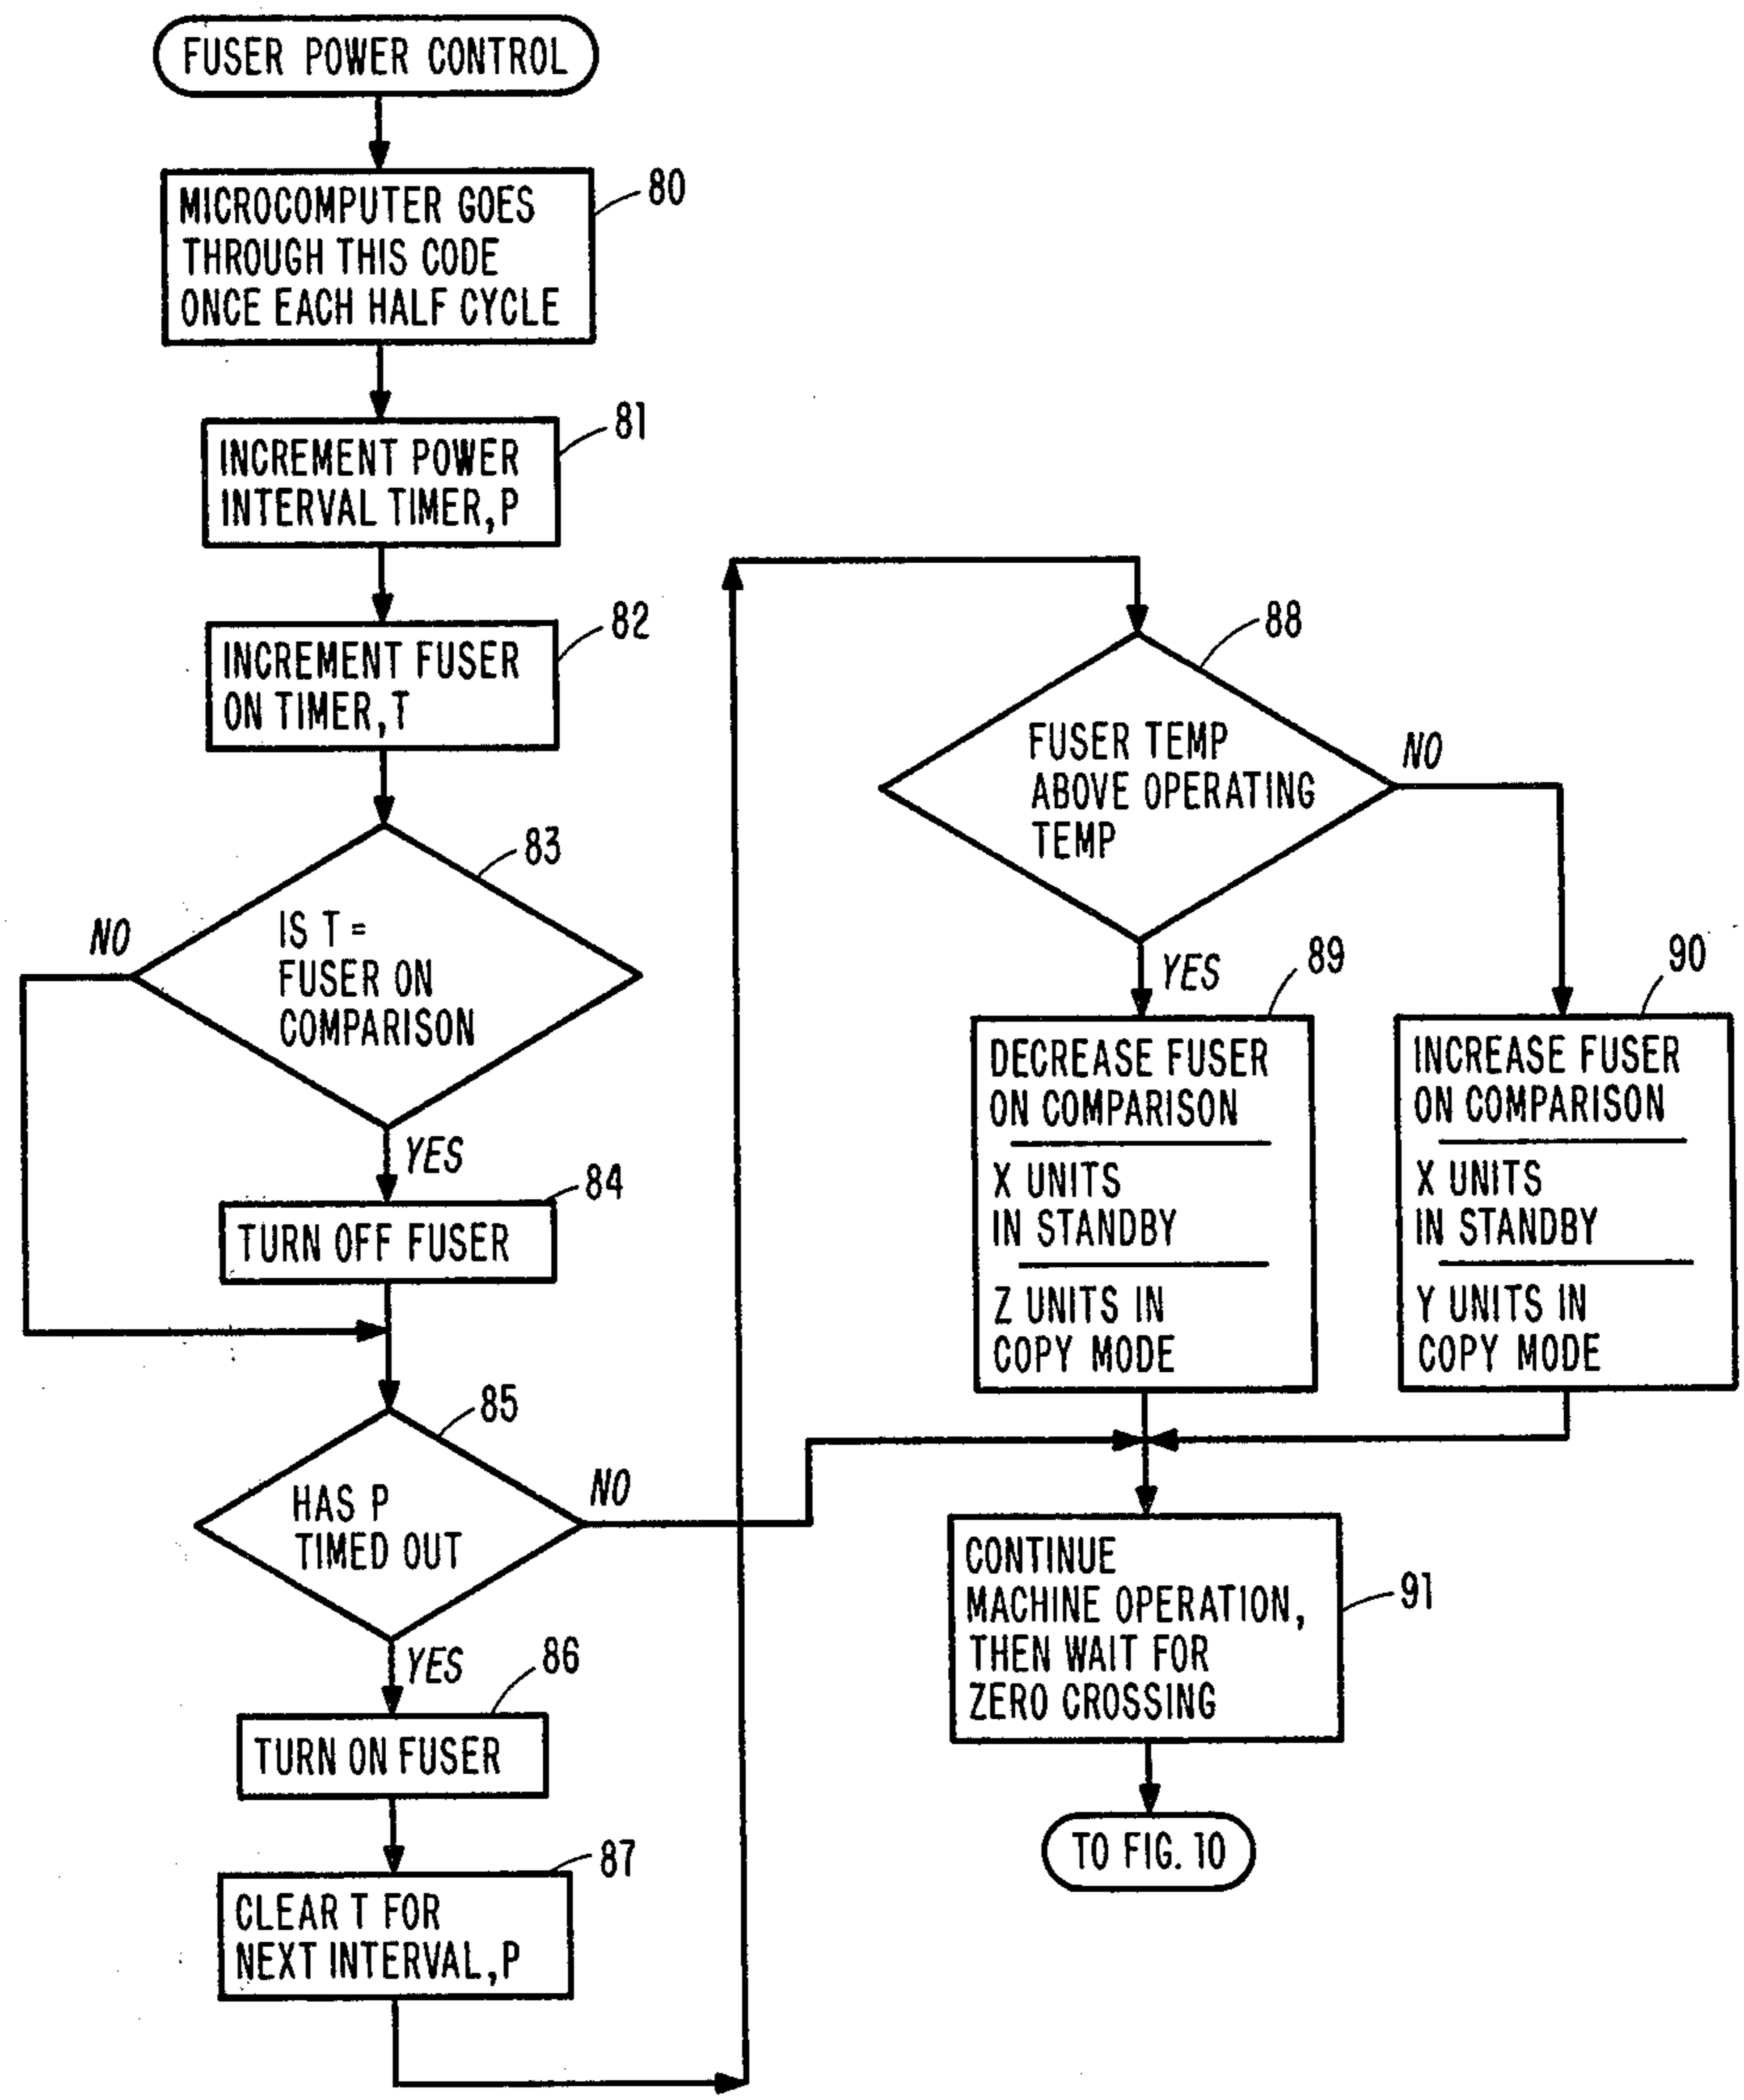 FUSER POWER CONTROL
MICROCOMPUTER GOES
THROUGH THIS CODE
ONCE EACH HALF CYCLE
80
INCREMENT POWER
INTERVAL TIMER, P
81
INCREMENT FUSER
ON TIMER, T
82
IS T =
FUSER ON
COMPARISON
83
NO
YES
TURN OFF FUSER
84
HAS P
TIMED OUT
85
NO
YES
TURN ON FUSER
86
CLEAR T FOR
NEXT INTERVAL, P
87
FUSER TEMP
ABOVE OPERATING
TEMP
88
NO
YES
DECREASE FUSER
ON COMPARISON
X UNITS
IN STANDBY
Z UNITS IN
COPY MODE
89
INCREASE FUSER
ON COMPARISON
X UNITS
IN STANDBY
Y UNITS IN
COPY MODE
90
CONTINUE
MACHINE OPERATION,
THEN WAIT FOR
ZERO CROSSING
91
TO FIG. 10